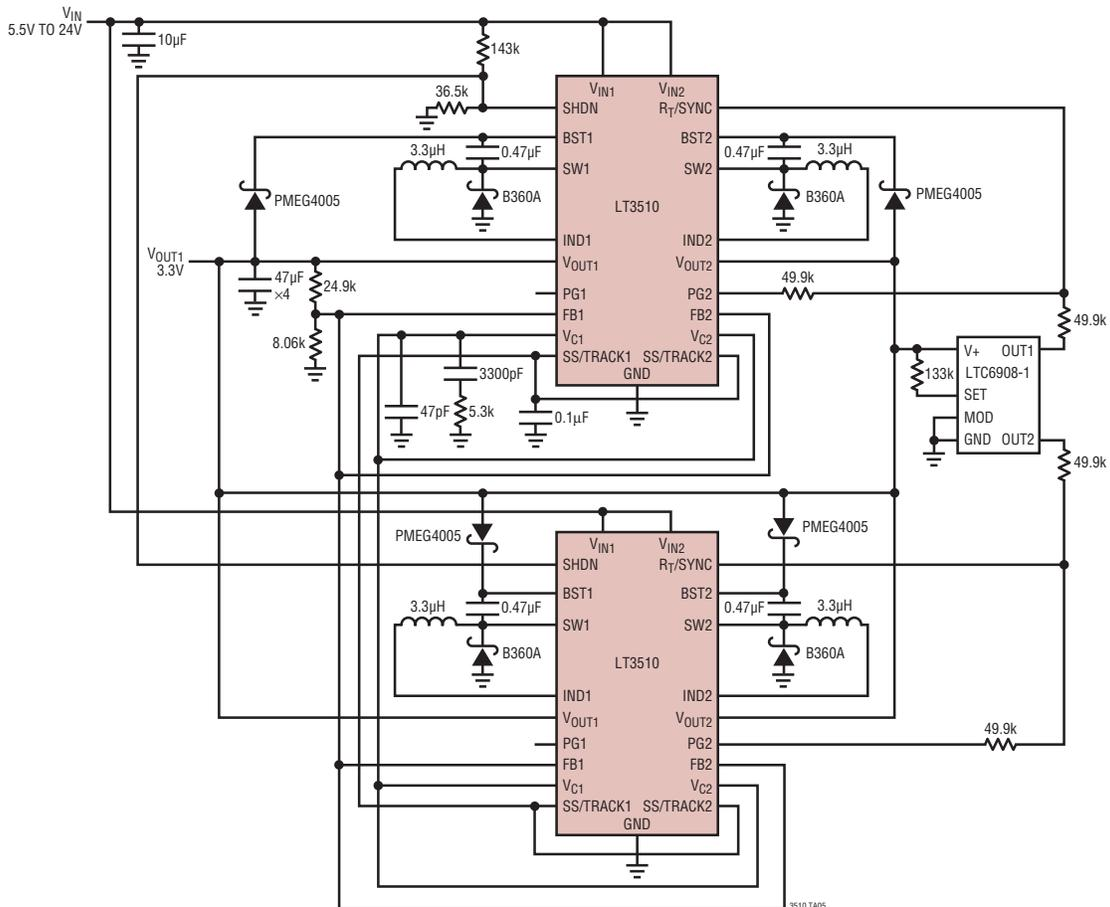 VIN
5.5V TO 24V
10µF
143k
36.5k
VIN1 VIN2
SHDN RT/SYNC
BST1 BST2
3.3µH 0.47µF 0.47µF 3.3µH
SW1 SW2
PMEG4005 B360A B360A PMEG4005
LT3510
IND1 IND2
VOUT1
3.3V
VOUT1 VOUT2
47µF
×4
24.9k
PG1 PG2 49.9k
FB1 FB2
49.9k
8.06k
VC1 VC2
SS/TRACK1 SS/TRACK2
GND
V+ OUT1
133k LTC6908-1
SET
MOD
GND OUT2
3300pF
47pF 5.3k 0.1µF
49.9k
PMEG4005 PMEG4005
VIN1 VIN2
SHDN RT/SYNC
BST1 BST2
3.3µH 0.47µF 0.47µF 3.3µH
SW1 SW2
B360A B360A
LT3510
IND1 IND2
VOUT1 VOUT2
49.9k
PG1 PG2
FB1 FB2
VC1 VC2
SS/TRACK1 SS/TRACK2
GND
3510 TA05